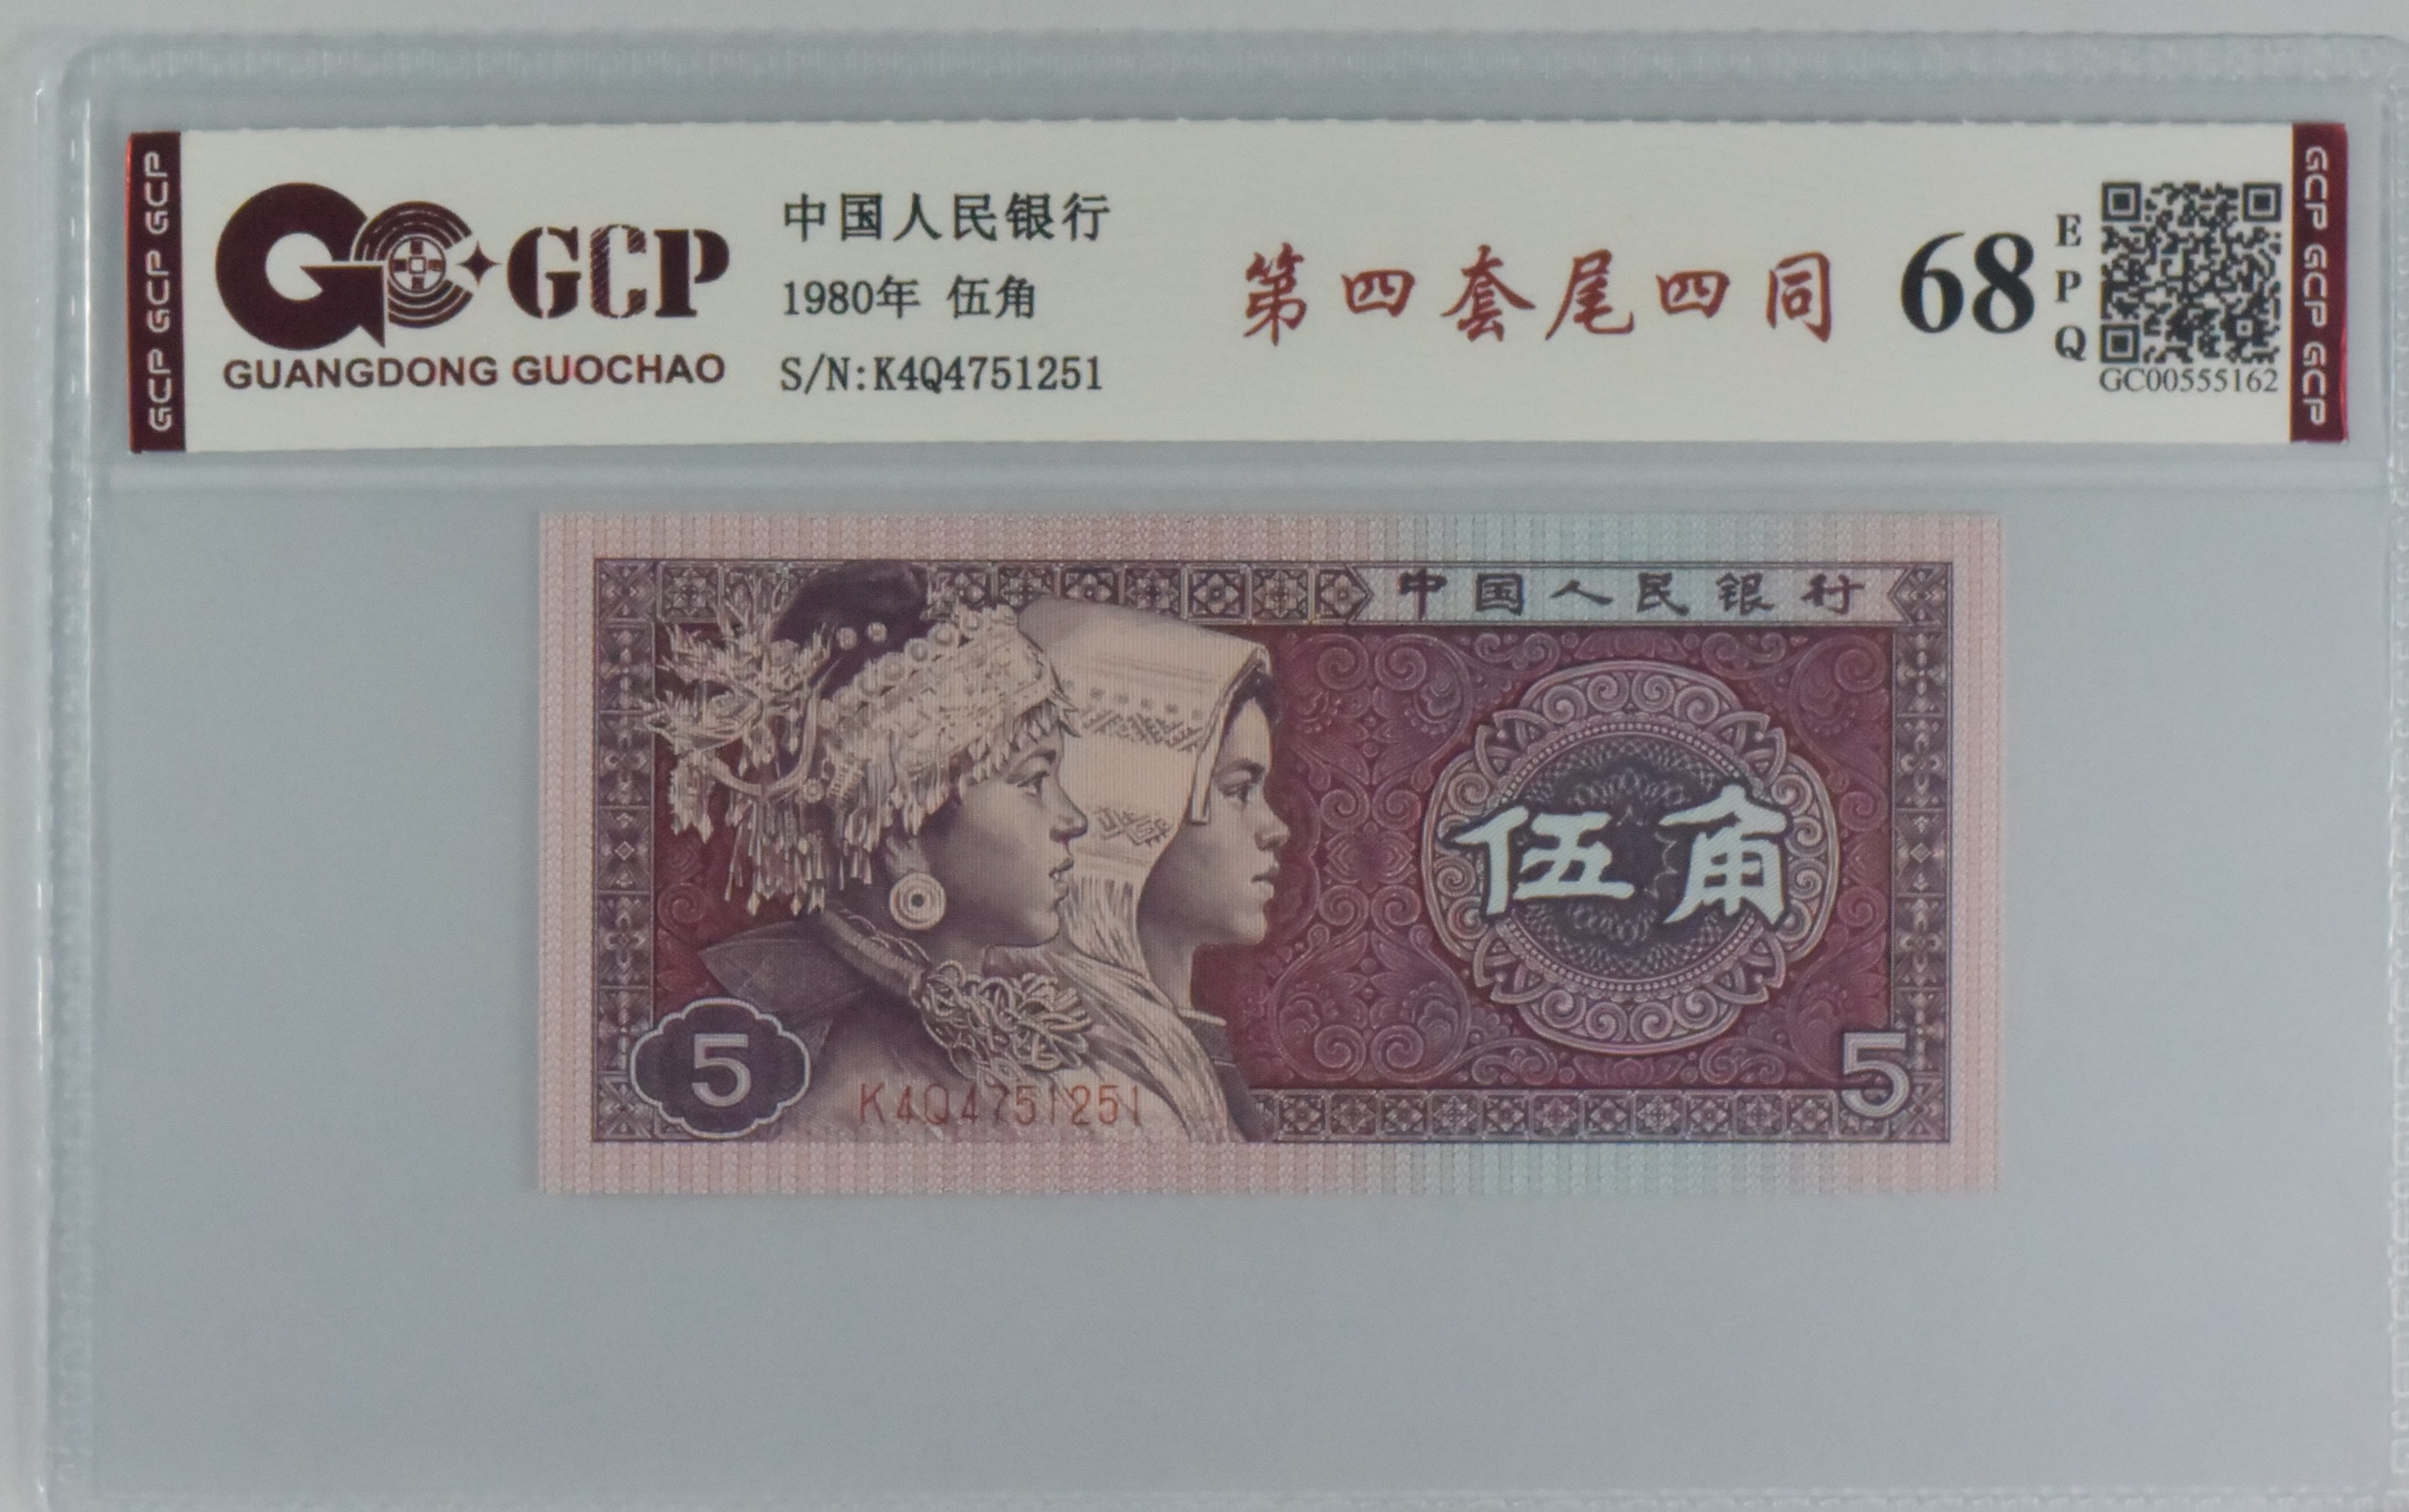 GCP GCP GCP
GCP
GUANGDONG GUOCHAO
中国人民银行
1980年 伍角
S/N:K4Q4751251
第四套尾四同
68
EPQ
GC00555162
GCP GCP GCP
中国人民银行
伍角
5
K4Q4751251
5